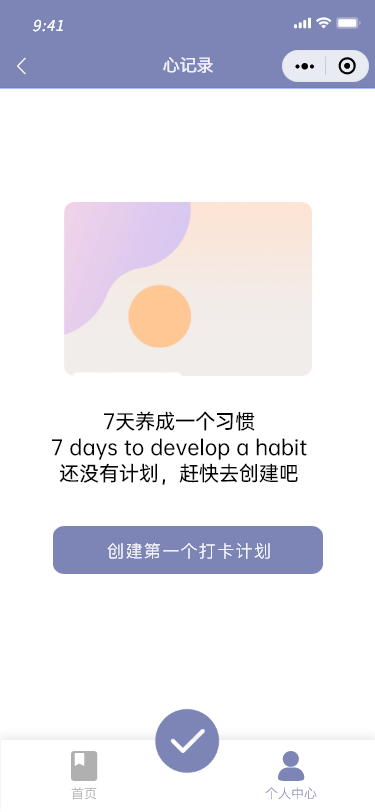 9:41
心记录
7天养成一个习惯
7 days to develop a habit
还没有计划，赶快去创建吧
创建第一个打卡计划
首页
个人中心